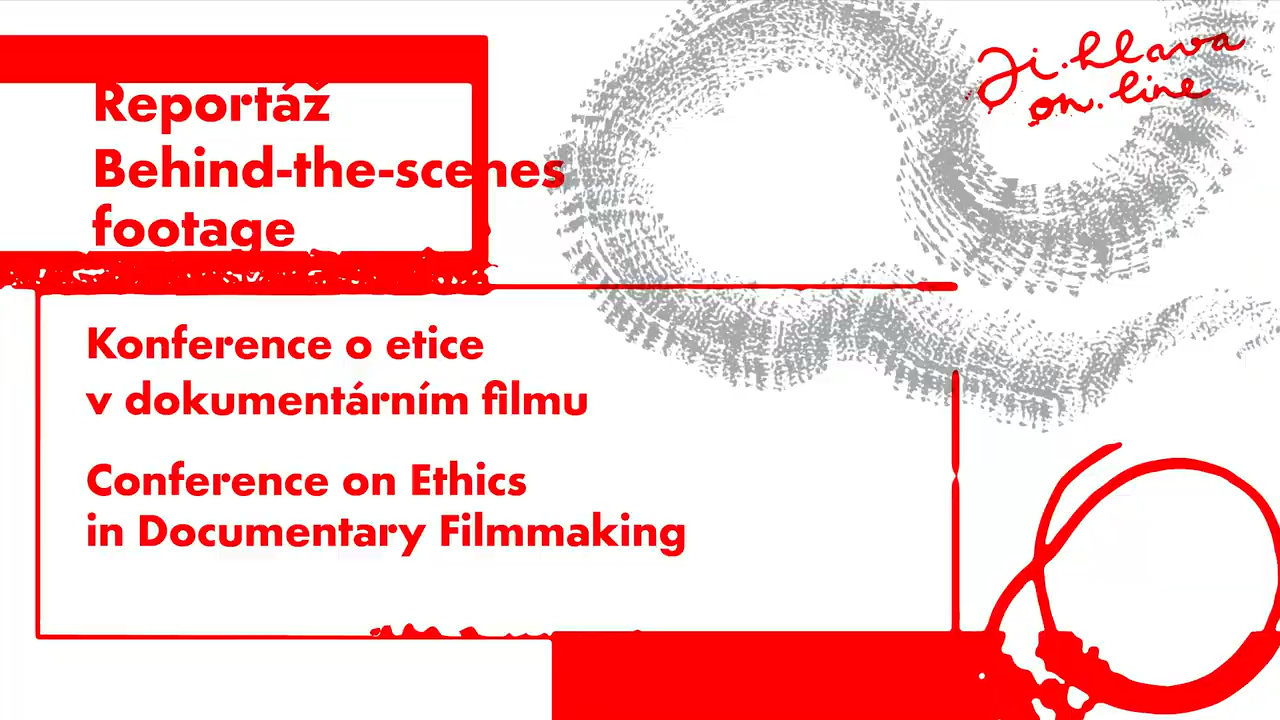 Reportáž
Behind-the-scenes
footage
Ji.hlava
on.line
Konference o etice
v dokumentárním filmu
Conference on Ethics
in Documentary Filmmaking